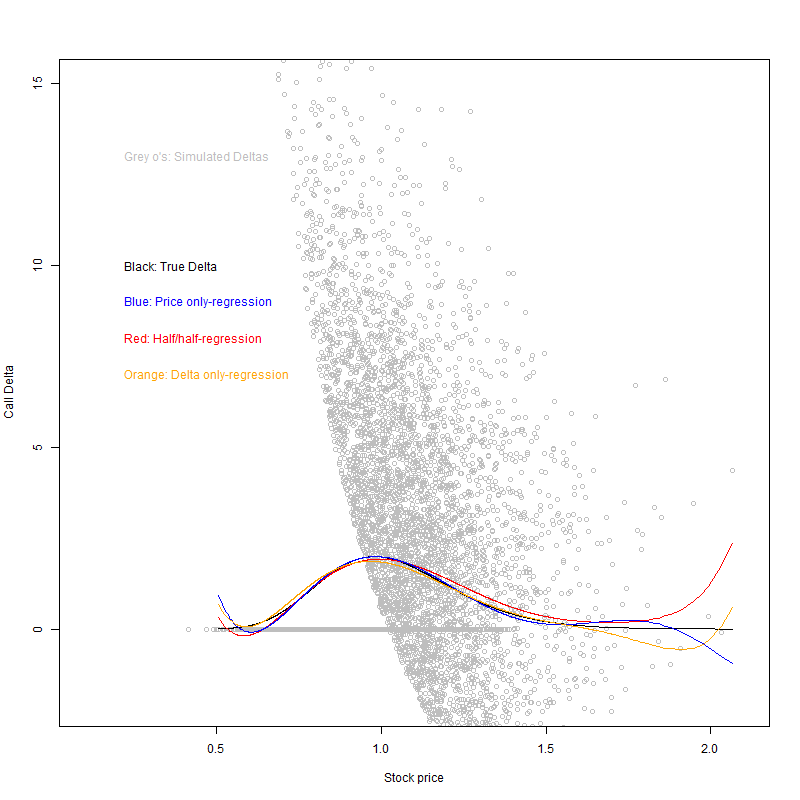 15
Grey o's: Simulated Deltas
10
Black: True Delta
Blue: Price only-regression
Red: Half/half-regression
Orange: Delta only-regression
Call Delta
5
0
0.5
1.0
1.5
2.0
Stock price